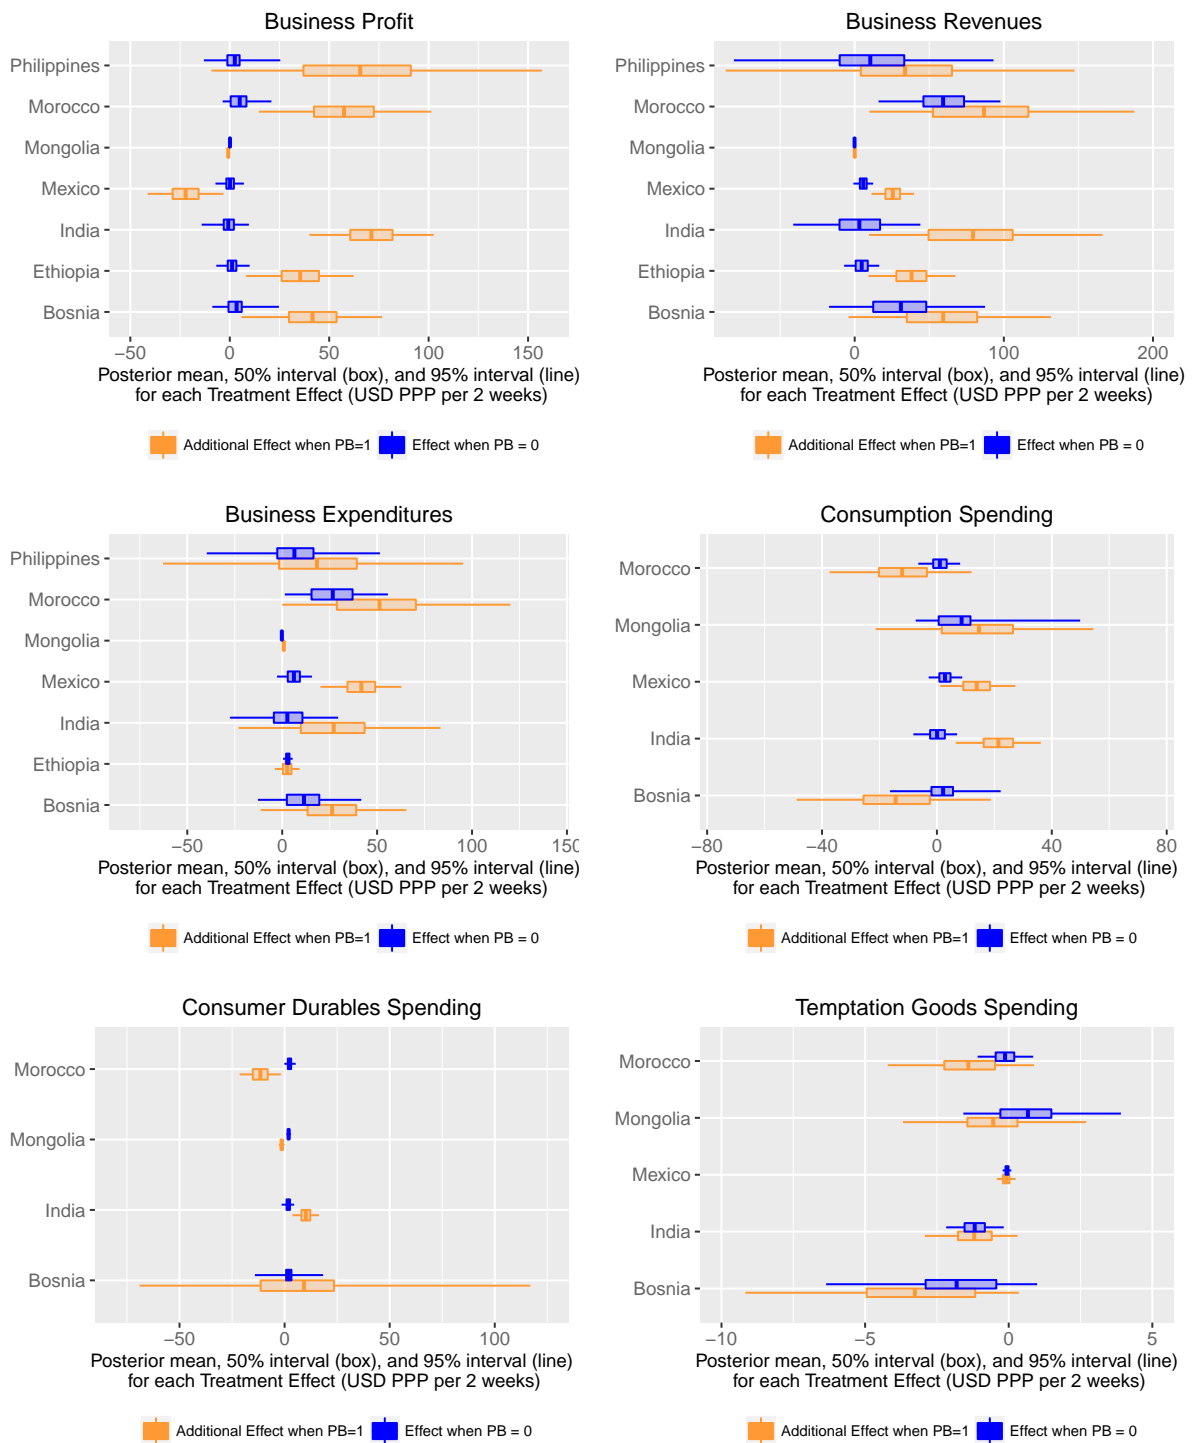 Business Profit
Philippines
Morocco
Mongolia
Mexico
India
Ethiopia
Bosnia
−50 0 50 100 150
Posterior mean, 50% interval (box), and 95% interval (line)
for each Treatment Effect (USD PPP per 2 weeks)
Additional Effect when PB=1 Effect when PB = 0
Business Revenues
Philippines
Morocco
Mongolia
Mexico
India
Ethiopia
Bosnia
0 100 200
Posterior mean, 50% interval (box), and 95% interval (line)
for each Treatment Effect (USD PPP per 2 weeks)
Additional Effect when PB=1 Effect when PB = 0
Business Expenditures
Philippines
Morocco
Mongolia
Mexico
India
Ethiopia
Bosnia
−50 0 50 100 150
Posterior mean, 50% interval (box), and 95% interval (line)
for each Treatment Effect (USD PPP per 2 weeks)
Additional Effect when PB=1 Effect when PB = 0
Consumption Spending
Morocco
Mongolia
Mexico
India
Bosnia
−80 −40 0 40 80
Posterior mean, 50% interval (box), and 95% interval (line)
for each Treatment Effect (USD PPP per 2 weeks)
Additional Effect when PB=1 Effect when PB = 0
Consumer Durables Spending
Morocco
Mongolia
India
Bosnia
−50 0 50 100
Posterior mean, 50% interval (box), and 95% interval (line)
for each Treatment Effect (USD PPP per 2 weeks)
Additional Effect when PB=1 Effect when PB = 0
Temptation Goods Spending
Morocco
Mongolia
Mexico
India
Bosnia
−10 −5 0 5
Posterior mean, 50% interval (box), and 95% interval (line)
for each Treatment Effect (USD PPP per 2 weeks)
Additional Effect when PB=1 Effect when PB = 0